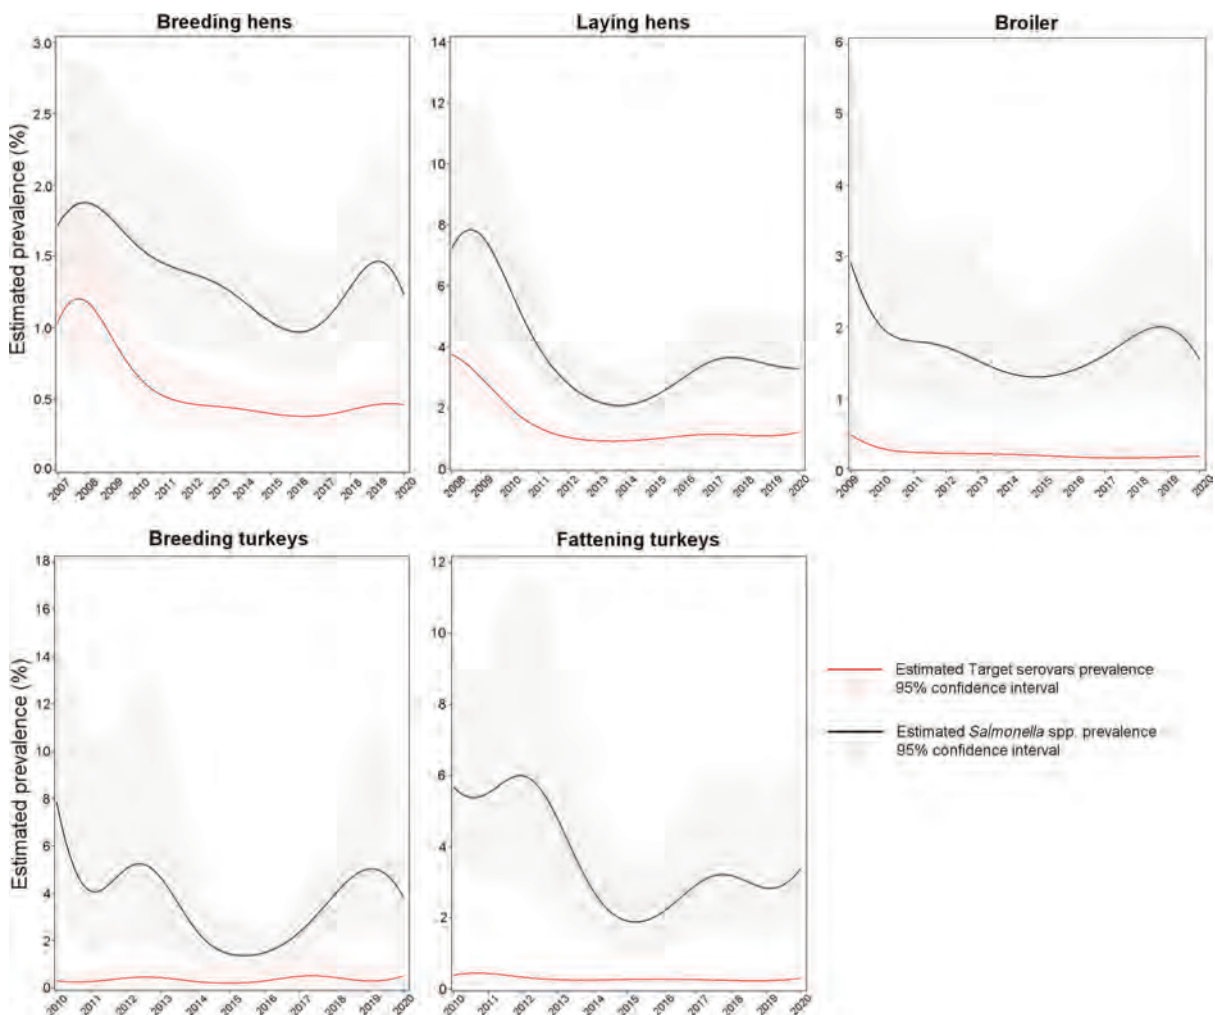 Breeding hens
Laying hens
Broiler
Estimated prevalence (%)
3.0
2.5
2.0
1.5
1.0
0.5
0.0
2007 2008 2009 2010 2011 2012 2013 2014 2015 2016 2017 2018 2019 2020
14
12
10
8
6
4
2
0
2008 2009 2010 2011 2012 2013 2014 2015 2016 2017 2018 2019 2020
6
5
4
3
2
1
0
2009 2010 2011 2012 2013 2014 2015 2016 2017 2018 2019 2020
Breeding turkeys
Fattening turkeys
Estimated prevalence (%)
18
16
14
12
10
8
6
4
2
0
2010 2011 2012 2013 2014 2015 2016 2017 2018 2019 2020
12
10
8
6
4
2
0
2010 2011 2012 2013 2014 2015 2016 2017 2018 2019 2020
Estimated Target serovars prevalence
95% confidence interval
Estimated Salmonella spp. prevalence
95% confidence interval